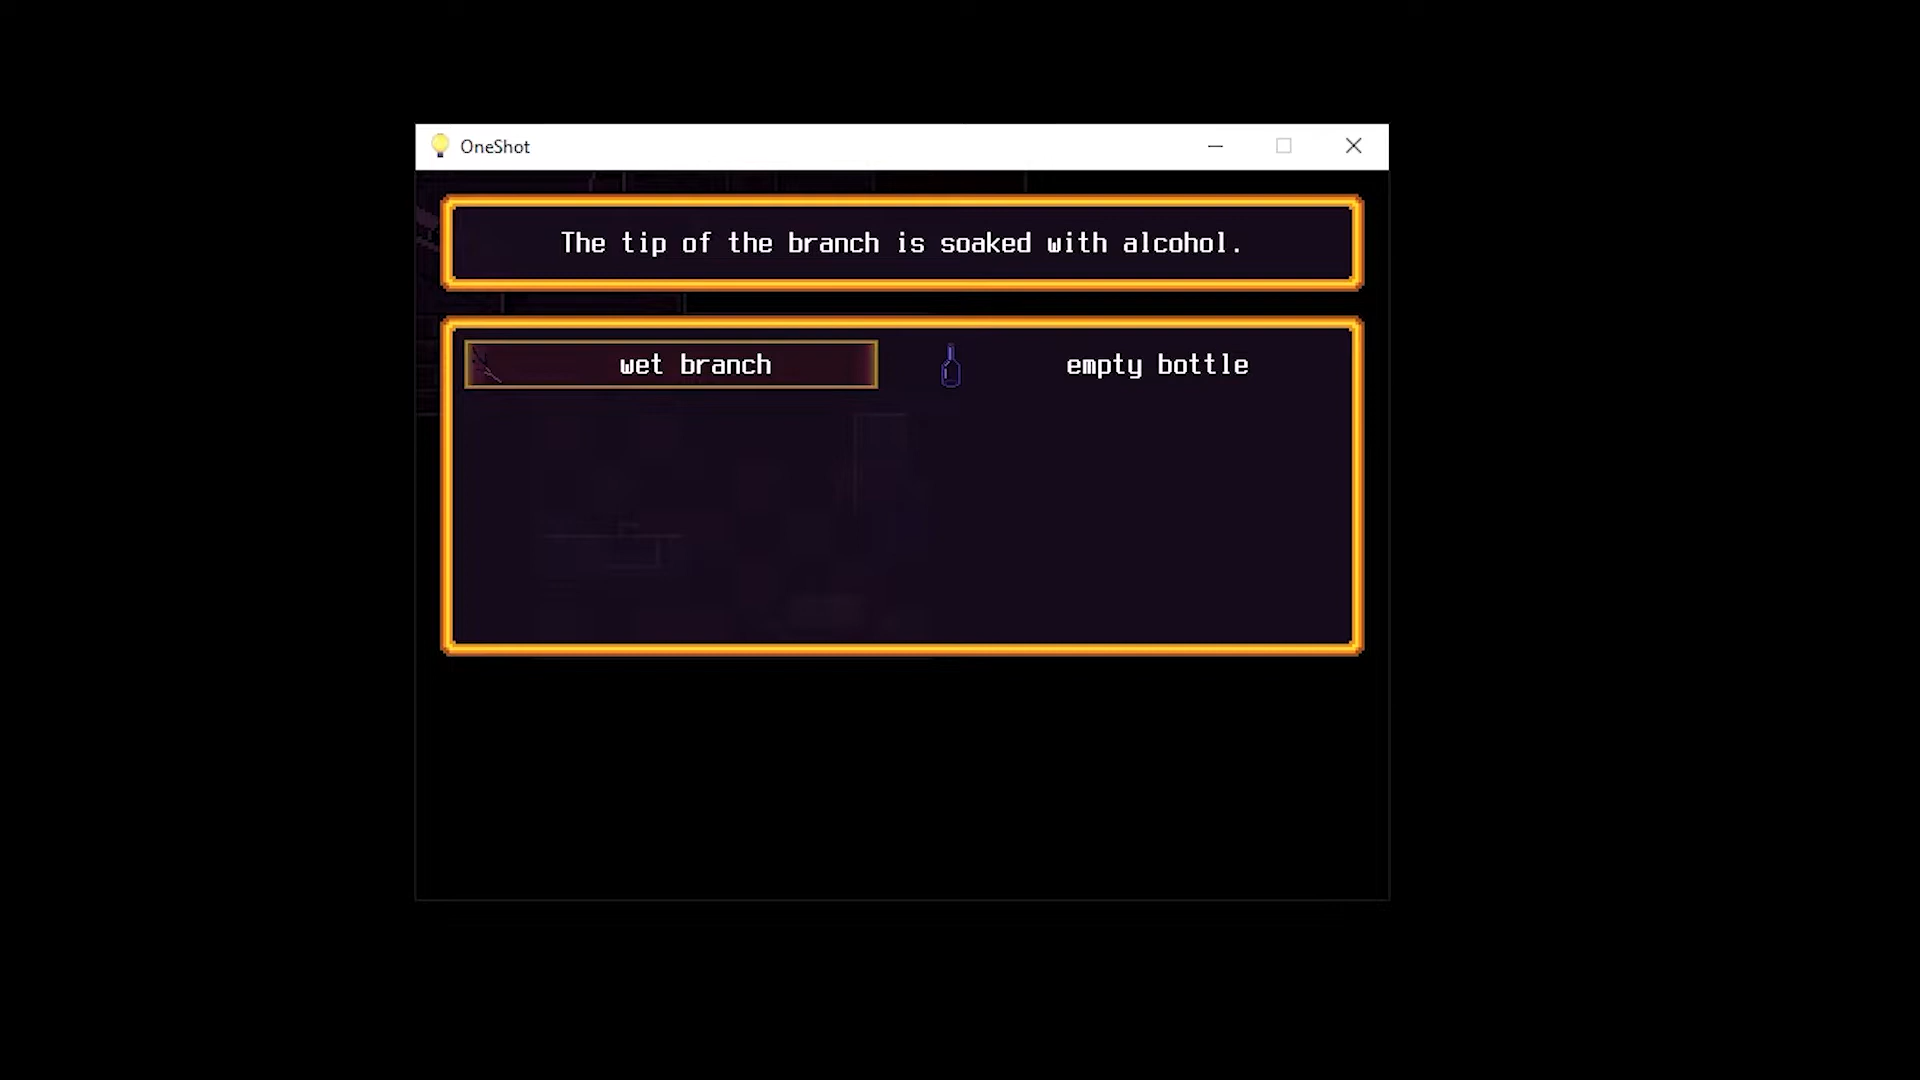 OneShot
The tip of the branch is soaked with alcohol.
wet branch
empty bottle